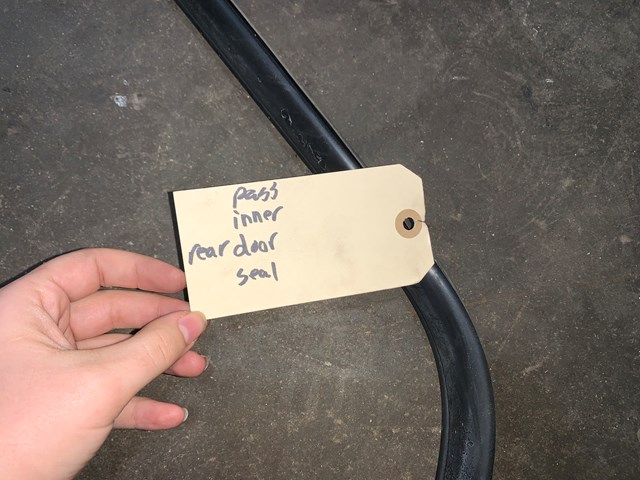 pass
inner
rear door
seal